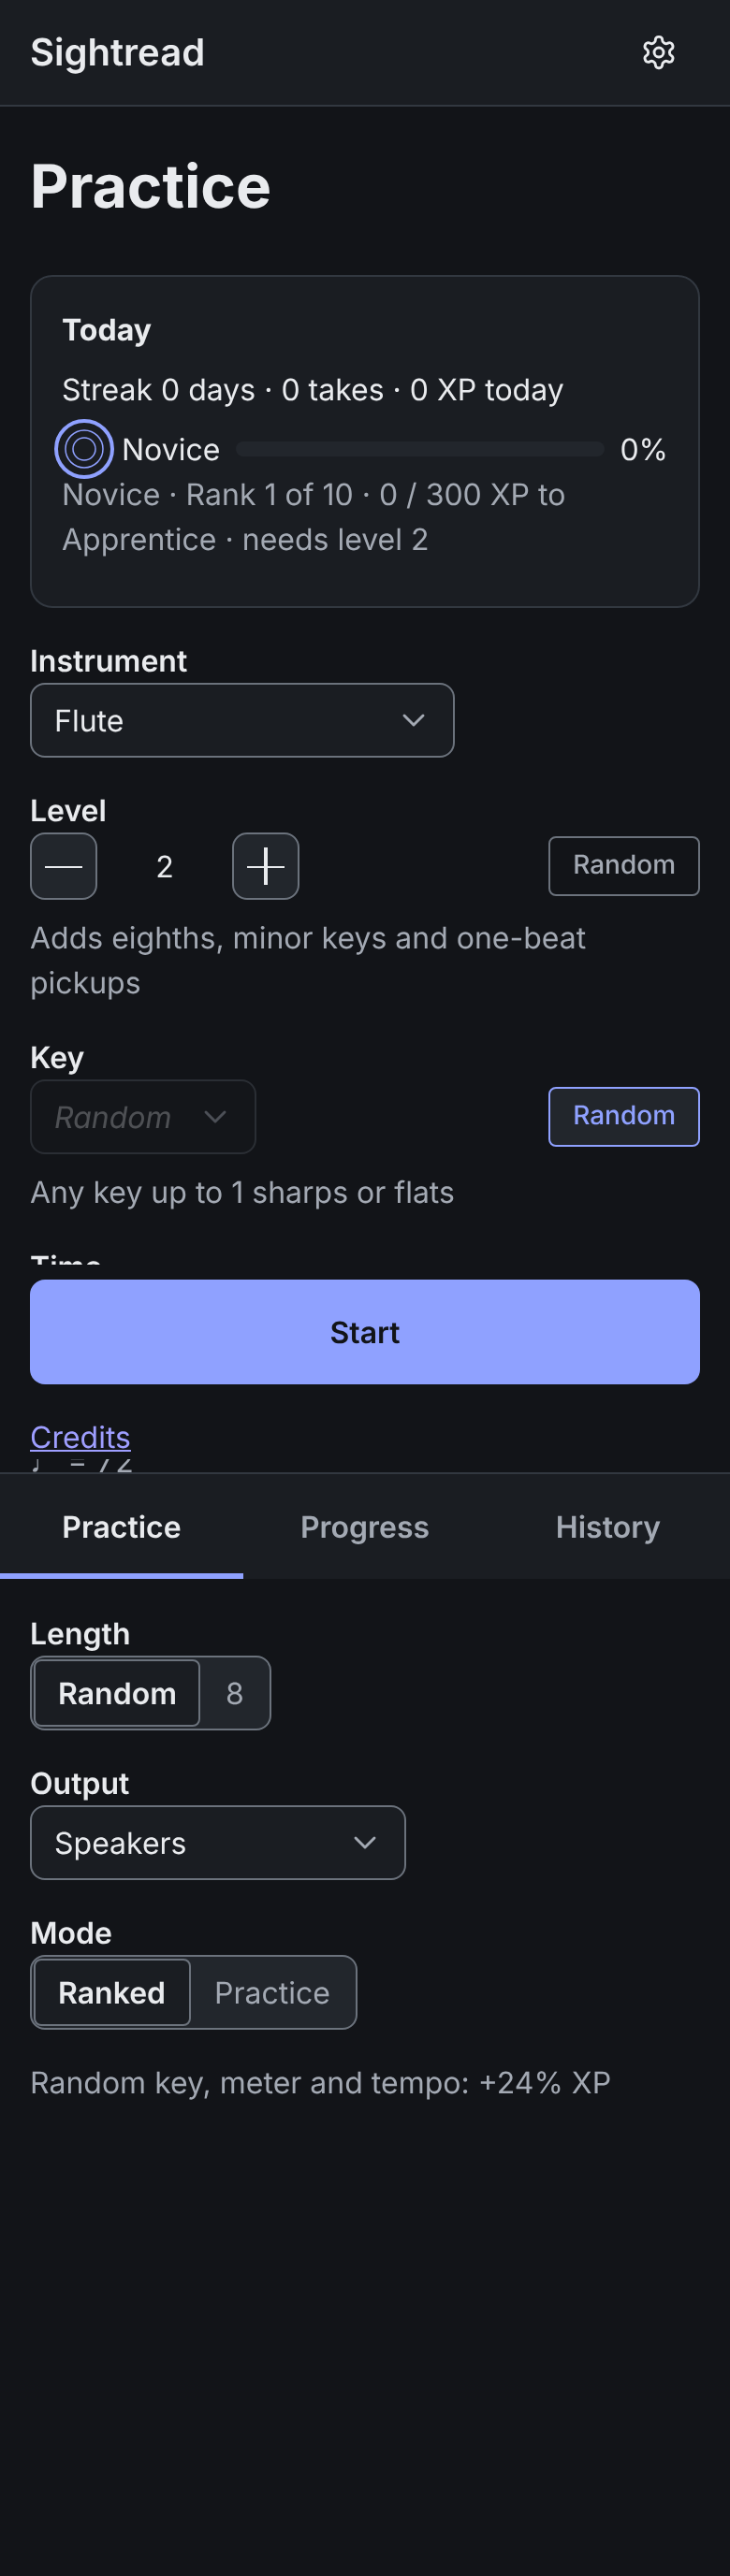 Sightread
Practice
Today
Streak 0 days · 0 takes · 0 XP today
Novice 0%
Novice · Rank 1 of 10 · 0 / 300 XP to
Apprentice · needs level 2
Instrument
Flute
Level
2 Random
Adds eighths, minor keys and one-beat
pickups
Key
Random Random
Any key up to 1 sharps or flats
Time
Start
Credits
♩ = 72
Practice Progress History
Length
Random 8
Output
Speakers
Mode
Ranked Practice
Random key, meter and tempo: +24% XP